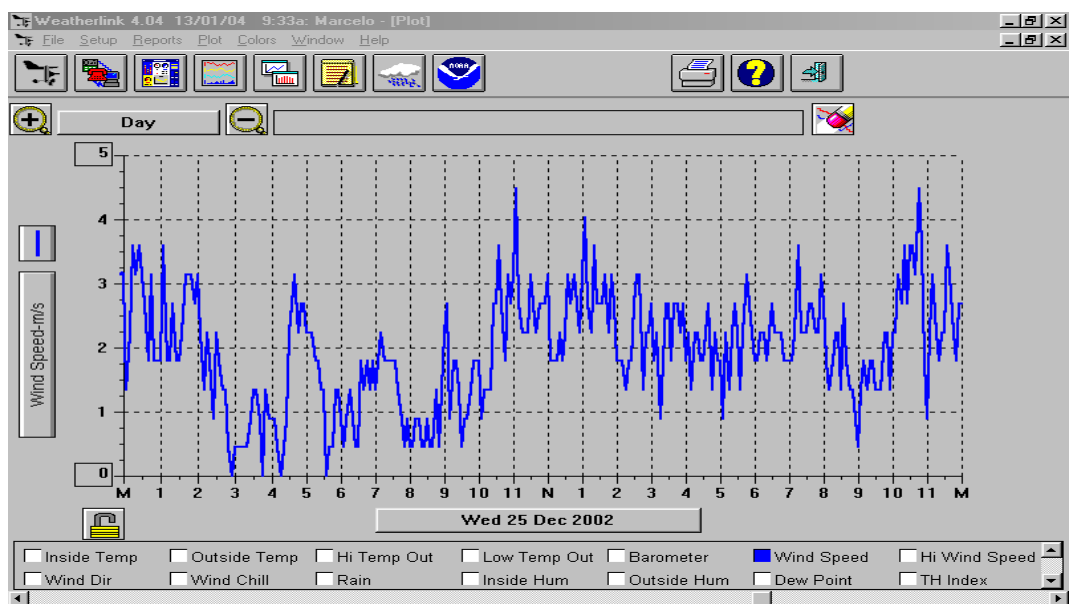 Weatherlink 4.04 13/01/04 9:33a: Marcelo - [Plot]
File Setup Reports Plot Colors Window Help
noaa
Day
5
4
3
2
1
0
Wind Speed-m/s
M 1 2 3 4 5 6 7 8 9 10 11 N 1 2 3 4 5 6 7 8 9 10 11 M
Wed 25 Dec 2002
Inside Temp Outside Temp Hi Temp Out Low Temp Out Barometer Wind Speed Hi Wind Speed
Wind Dir Wind Chill Rain Inside Hum Outside Hum Dew Point TH Index